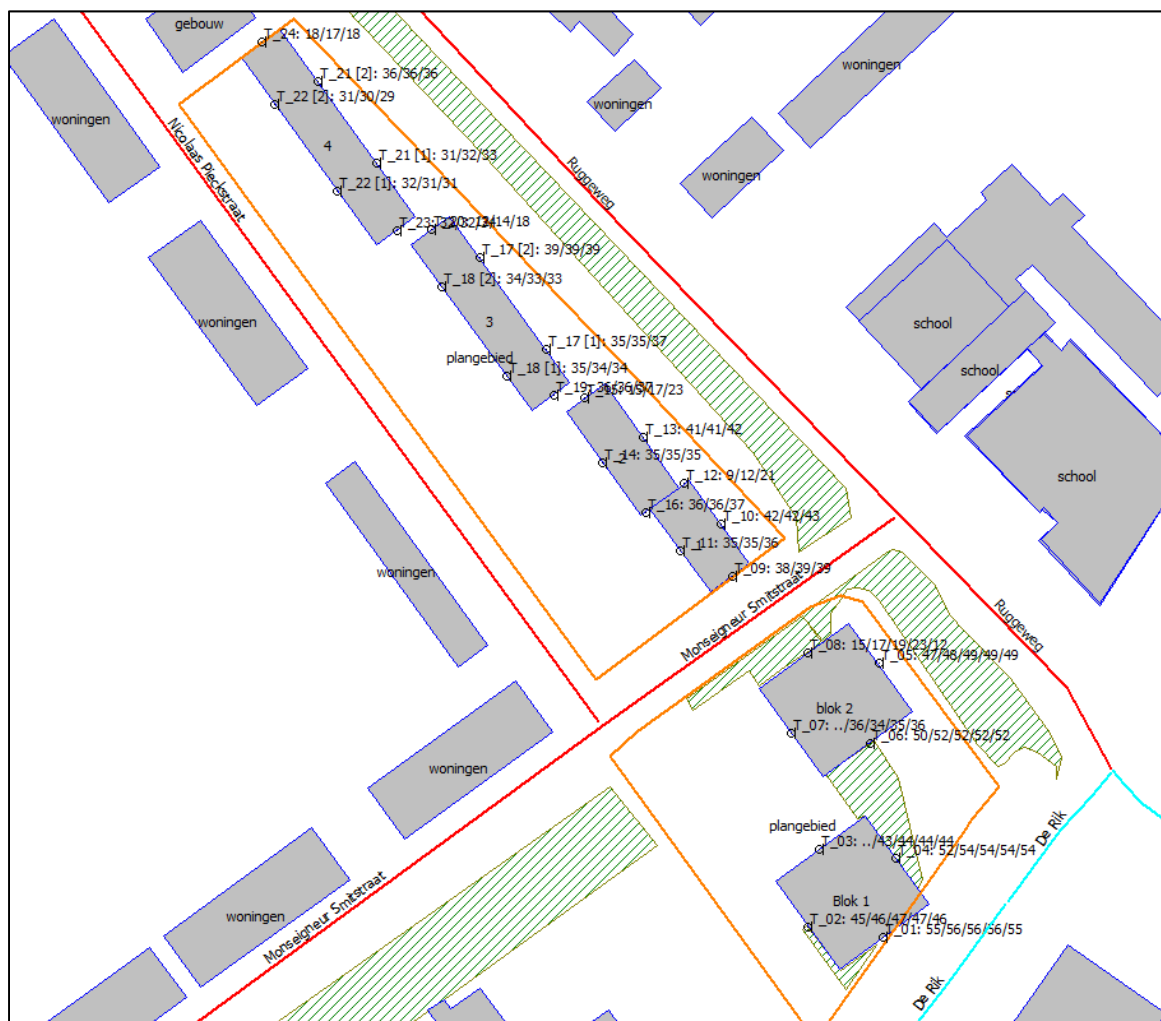 gebouw
T_24: 18/17/18
woningen
T_21 [2]: 36/36/36
woningen
T_22 [2]: 31/30/29
woningen
Nicolaas Pieckstraat
4
T_21 [1]: 31/32/33
Ruggeweg
woningen
T_22 [1]: 32/31/31
T_17 [2]: 39/39/39
T_18 [2]: 34/33/33
woningen
3
school
T_17 [1]: 35/35/37
plangebied
T_18 [1]: 35/34/34
school
T_13: 41/41/42
T_14: 35/35/35
2
T_12: 9/12/21
school
T_16: 36/36/37
T_10: 42/42/43
T_11: 35/35/36
1
woningen
T_09: 38/39/39
Monseigneur Smitstraat
Ruggeweg
T_08: 15/17/19/23/12
T_05: 47/48/49/49/49
blok 2
T_07: ../36/34/35/36
T_06: 50/52/52/52/52
woningen
plangebied
De Rik
T_03: ../43/44/44/44
T_04: 52/54/54/54/54
Blok 1
woningen
Monseigneur Smitstraat
T_02: 45/46/47/47/46
T_01: 55/56/56/56/55
De Rik